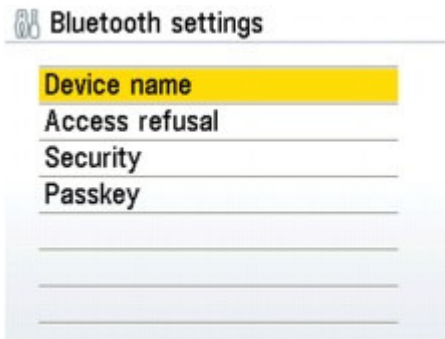 Bluetooth settings
Device name
Access refusal
Security
Passkey